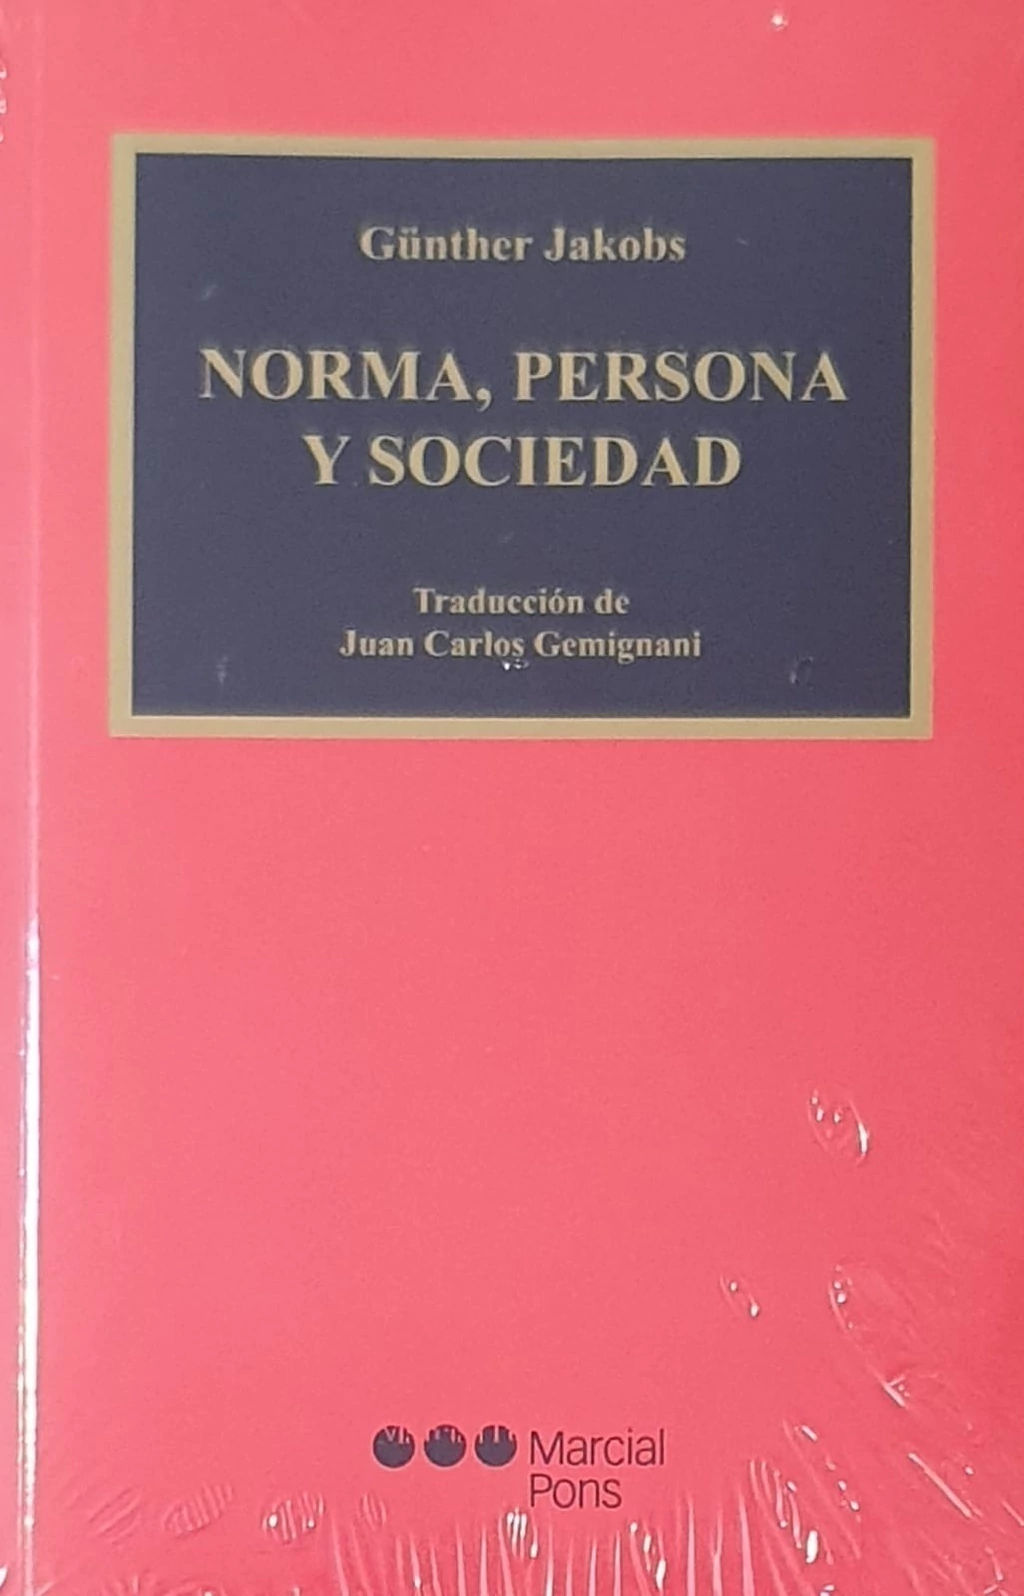 Günther Jakobs
NORMA, PERSONA
Y SOCIEDAD
Traducción de
Juan Carlos Gemignani
Marcial
Pons